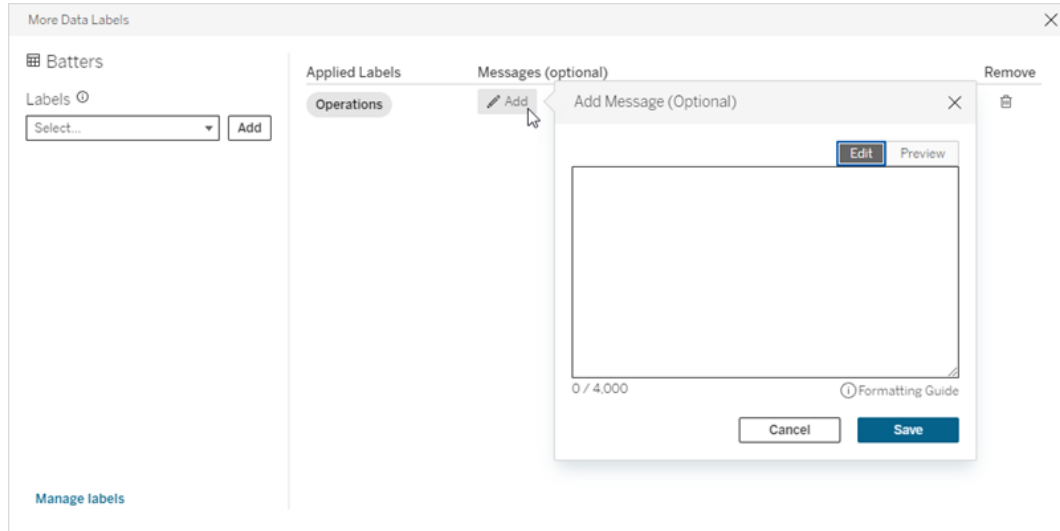 More Data Labels
Batters
Labels
Select...
Add
Manage labels
Applied Labels
Messages (optional)
Remove
Operations
Add
Add Message (Optional)
Edit
Preview
0 / 4,000
Formatting Guide
Cancel
Save